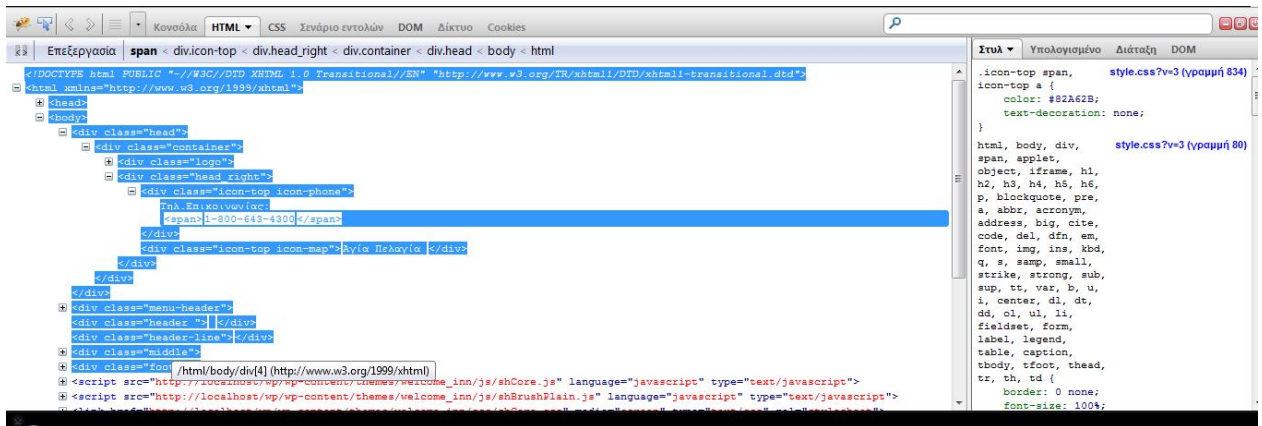 Κονσόλα HTML CSS Σενάριο εντολών DOM Δίκτυο Cookies
Επεξεργασία span < div.icon-top < div.head_right < div.container < div.head < body < html
<!DOCTYPE html PUBLIC "-//W3C//DTD XHTML 1.0 Transitional//EN" "http://www.w3.org/TR/xhtml1/DTD/xhtml1-transitional.dtd">
<html xmlns="http://www.w3.org/1999/xhtml">
<head>
<body>
<div class="head">
<div class="container">
<div class="logo">
<div class="head_right">
<div class="icon-top icon-phone">
Τηλ.Επικοινωνίας:
<span>1-800-643-4300</span>
</div>
<div class="icon-top icon-map">Αγία Πελαγία </div>
</div>
</div>
</div>
<div class="menu-header">
<div class="header "> </div>
<div class="header-line"></div>
<div class="middle">
<div class="foo
/html/body/div[4] (http://www.w3.org/1999/xhtml)
<script src="http://localhost/wp/wp-content/themes/welcome_inn/js/shCore.js" language="javascript" type="text/javascript">
<script src="http://localhost/wp/wp-content/themes/welcome_inn/js/shBrushPlain.js" language="javascript" type="text/javascript">
Στυλ Υπολογισμένο Διάταξη DOM
.icon-top span, style.css?v=3 (γραμμή 834)
icon-top a {
color: #82A62B;
text-decoration: none;
}
html, body, div, style.css?v=3 (γραμμή 80)
span, applet,
object, iframe, h1,
h2, h3, h4, h5, h6,
p, blockquote, pre,
a, abbr, acronym,
address, big, cite,
code, del, dfn, em,
font, img, ins, kbd,
q, s, samp, small,
strike, strong, sub,
sup, tt, var, b, u,
i, center, dl, dt,
dd, ol, ul, li,
fieldset, form,
label, legend,
table, caption,
tbody, tfoot, thead,
tr, th, td {
border: 0 none;
font-size: 100%;